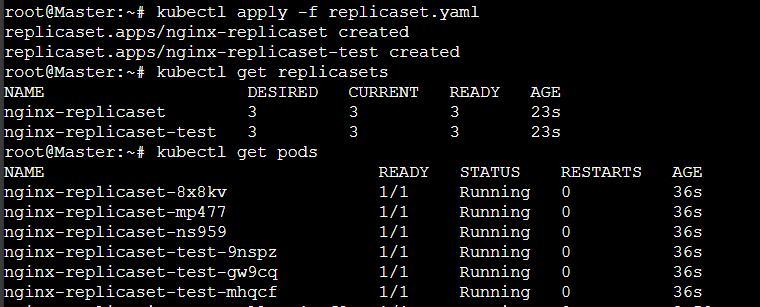 root@Master:~# kubectl apply -f replicaset.yaml
replicaset.apps/nginx-replicaset created
replicaset.apps/nginx-replicaset-test created
root@Master:~# kubectl get replicasets
NAME DESIRED CURRENT READY AGE
nginx-replicaset 3 3 3 23s
nginx-replicaset-test 3 3 3 23s
root@Master:~# kubectl get pods
NAME READY STATUS RESTARTS AGE
nginx-replicaset-8x8kv 1/1 Running 0 36s
nginx-replicaset-mp477 1/1 Running 0 36s
nginx-replicaset-ns959 1/1 Running 0 36s
nginx-replicaset-test-9nspz 1/1 Running 0 36s
nginx-replicaset-test-gw9cq 1/1 Running 0 36s
nginx-replicaset-test-mhqcf 1/1 Running 0 36s